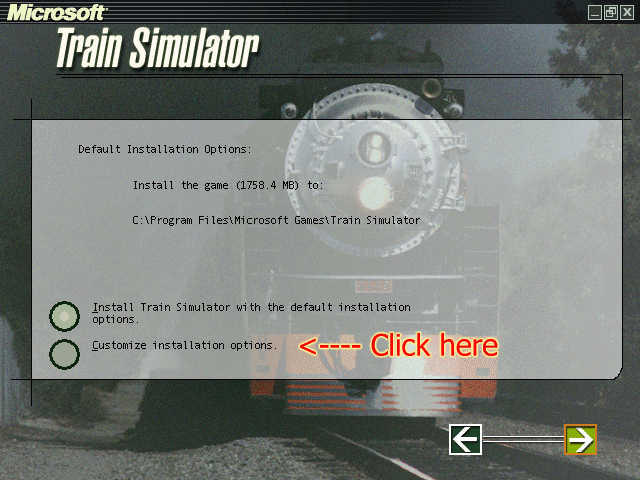 Microsoft
Train Simulator
Default Installation Options:
Install the game (1758.4 MB) to:
C:\Program Files\Microsoft Games\Train Simulator
Install Train Simulator with the default installation
options.
Customize installation options.
<---- Click here